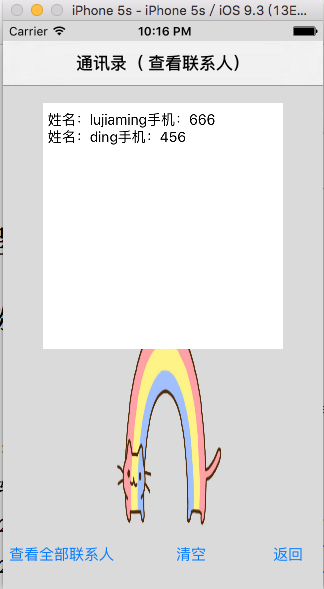 iPhone 5s - iPhone 5s / iOS 9.3 (13E...
Carrier 10:16 PM
通讯录（ 查看联系人）
姓名：lujiaming手机：666
姓名：ding手机：456
查看全部联系人 清空 返回